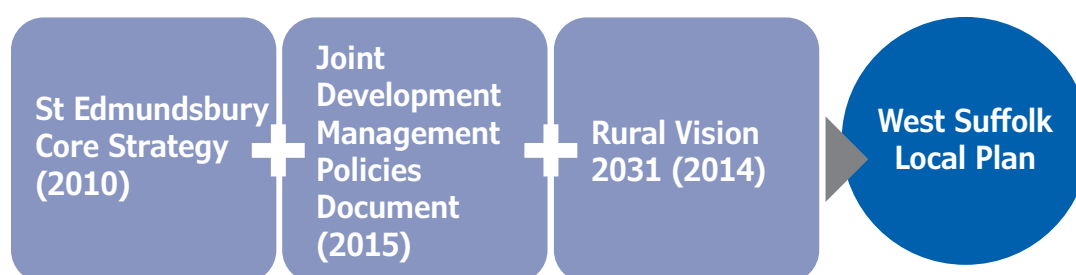 St Edmundsbury
Core Strategy
(2010)
Joint
Development
Management
Policies
Document
(2015)
Rural Vision
2031 (2014)
West Suffolk
Local Plan